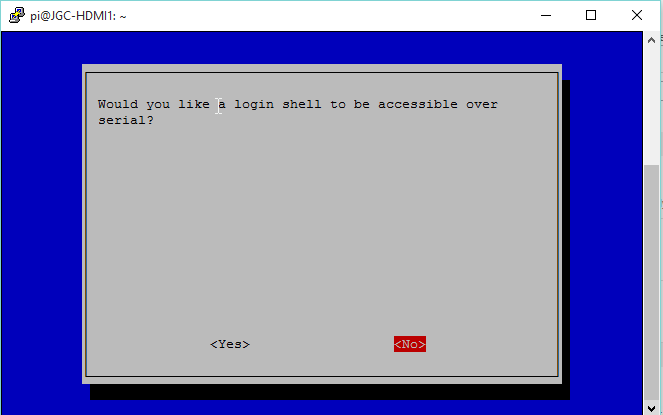 pi@JGC-HDMI1: ~
Would you like a login shell to be accessible over
serial?
<Yes> <No>